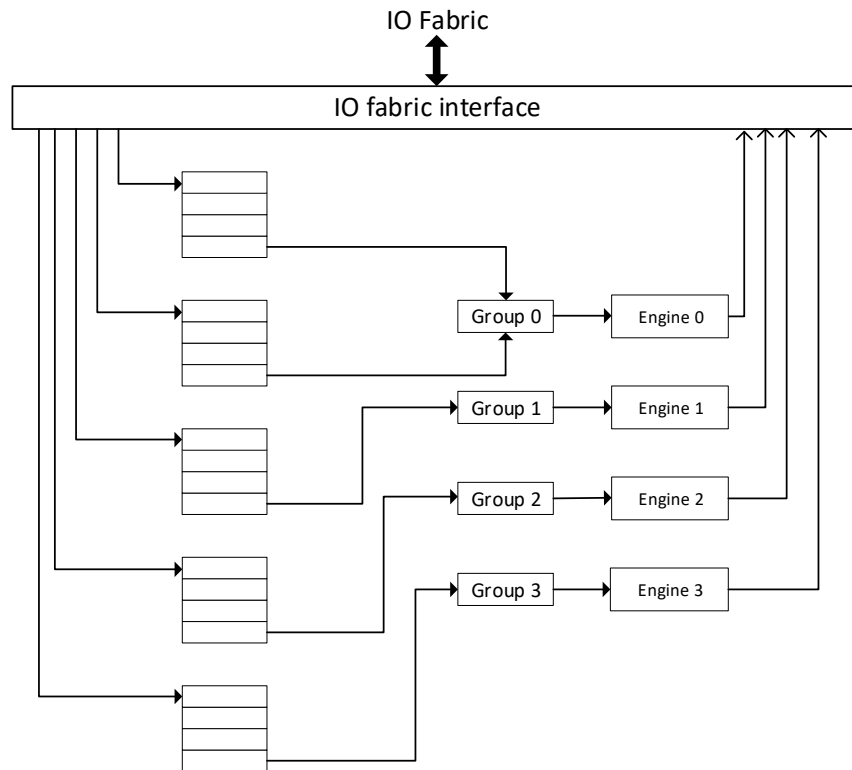 IO Fabric
IO fabric interface
Group 0
Engine 0
Group 1
Engine 1
Group 2
Engine 2
Group 3
Engine 3